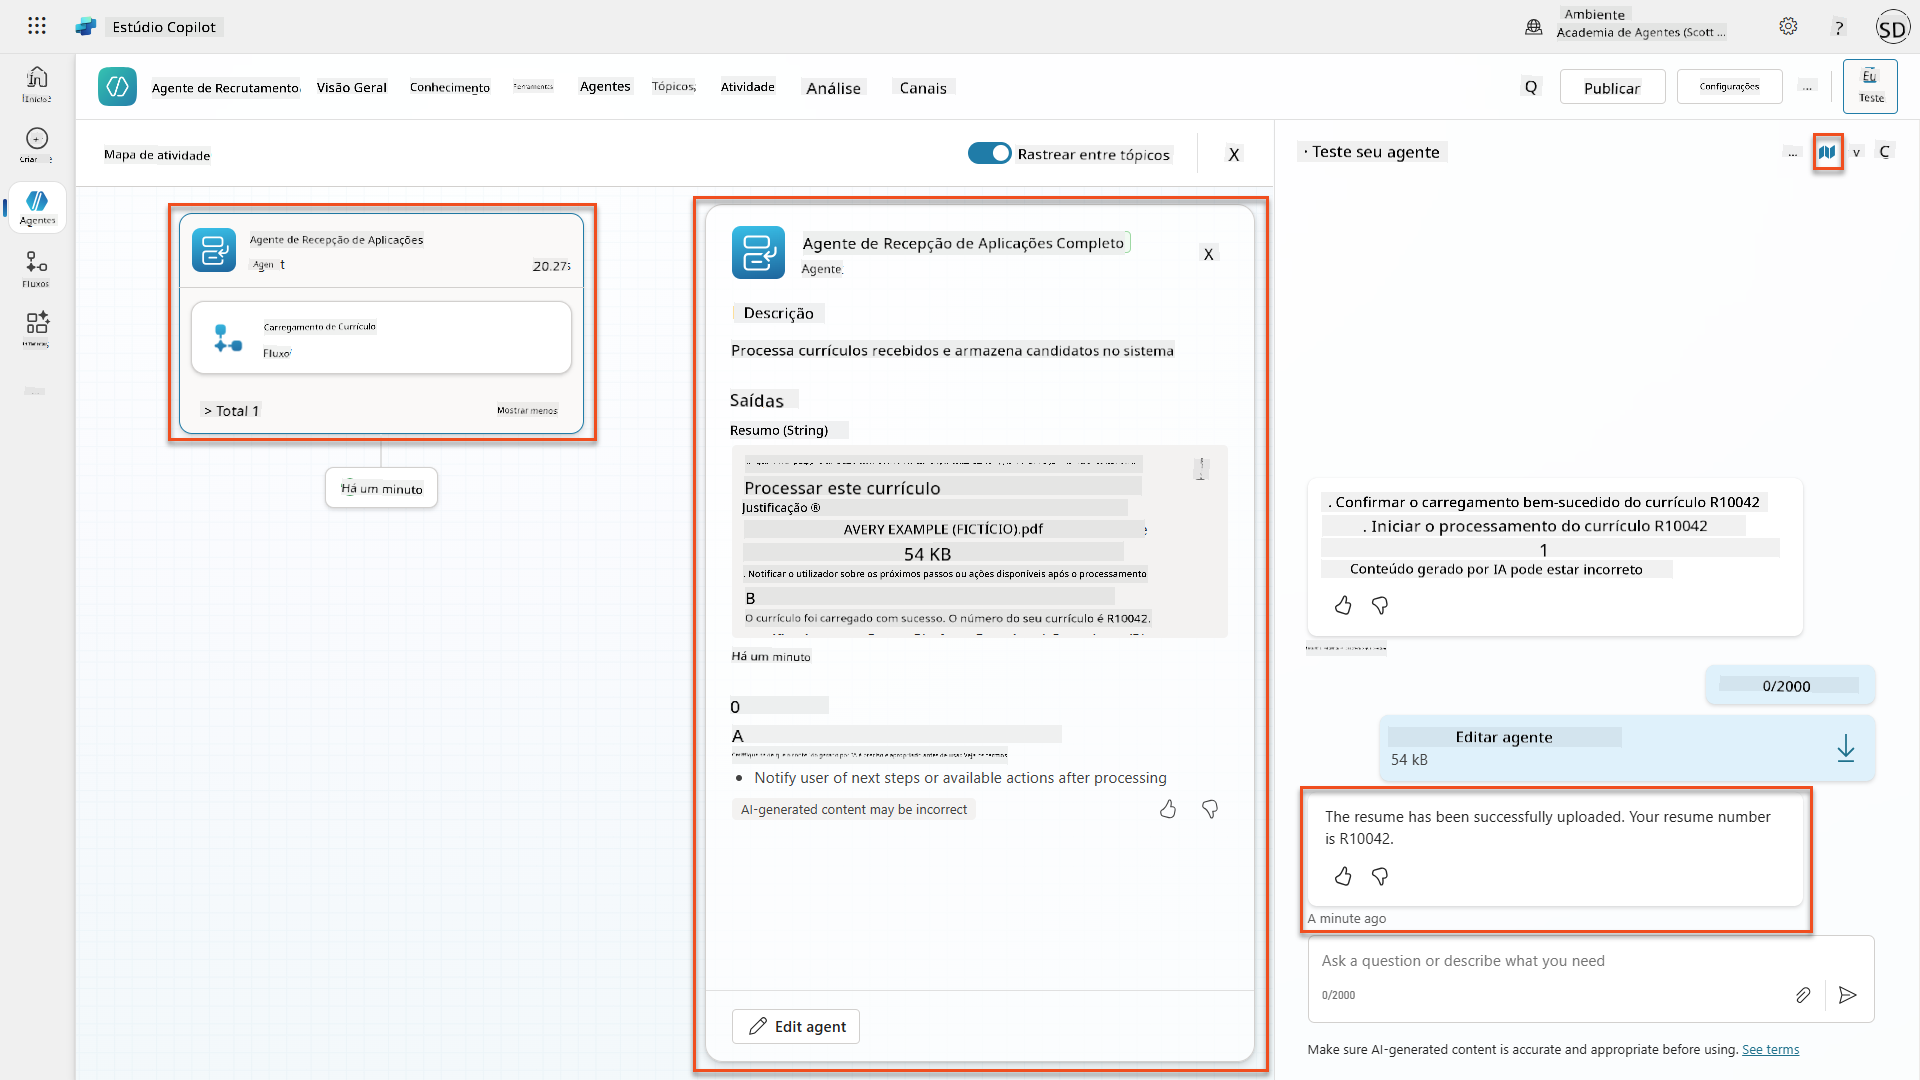 Estúdio Copilot
Ambiente
Academia de Agentes (Scott ...
?
SD
Agente de Recrutamento
Visão Geral
Conhecimento
Ferramentas
Agentes
Tópicos
Atividade
Análise
Canais
Q
Publicar
Configurações
...
Eu
Teste
Início
Criar
Agentes
Fluxos
Mapa de atividade
Rastrear entre tópicos
X
Agente de Recepção de Aplicações
Agen t
20.27s
Carregamento de Currículo
Fluxo
> Total 1
Mostrar menos
Há um minuto
Agente de Recepção de Aplicações Completo
Agente.
X
Descrição
Processa currículos recebidos e armazena candidatos no sistema
Saídas
Resumo (String)
Processar este currículo
Justificação ®
AVERY EXAMPLE (FICTÍCIO).pdf
54 KB
. Notificar o utilizador sobre os próximos passos ou ações disponíveis após o processamento
B
O currículo foi carregado com sucesso. O número do seu currículo é R10042.
Há um minuto
0
A
• Notify user of next steps or available actions after processing
AI-generated content may be incorrect
Edit agent
· Teste seu agente
...
v
C
. Confirmar o carregamento bem-sucedido do currículo R10042
. Iniciar o processamento do currículo R10042
1
Conteúdo gerado por IA pode estar incorreto
0/2000
Editar agente
54 kB
The resume has been successfully uploaded. Your resume number
is R10042.
A minute ago
Ask a question or describe what you need
0/2000
Make sure AI-generated content is accurate and appropriate before using. See terms